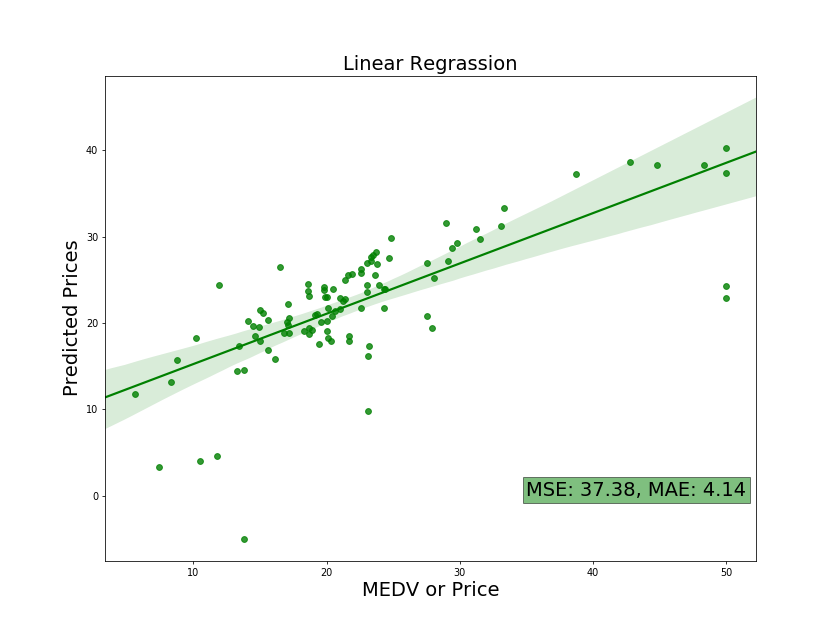 Linear Regrassion
Predicted Prices
40
30
20
10
0
MSE: 37.38, MAE: 4.14
10 20 30 40 50
MEDV or Price